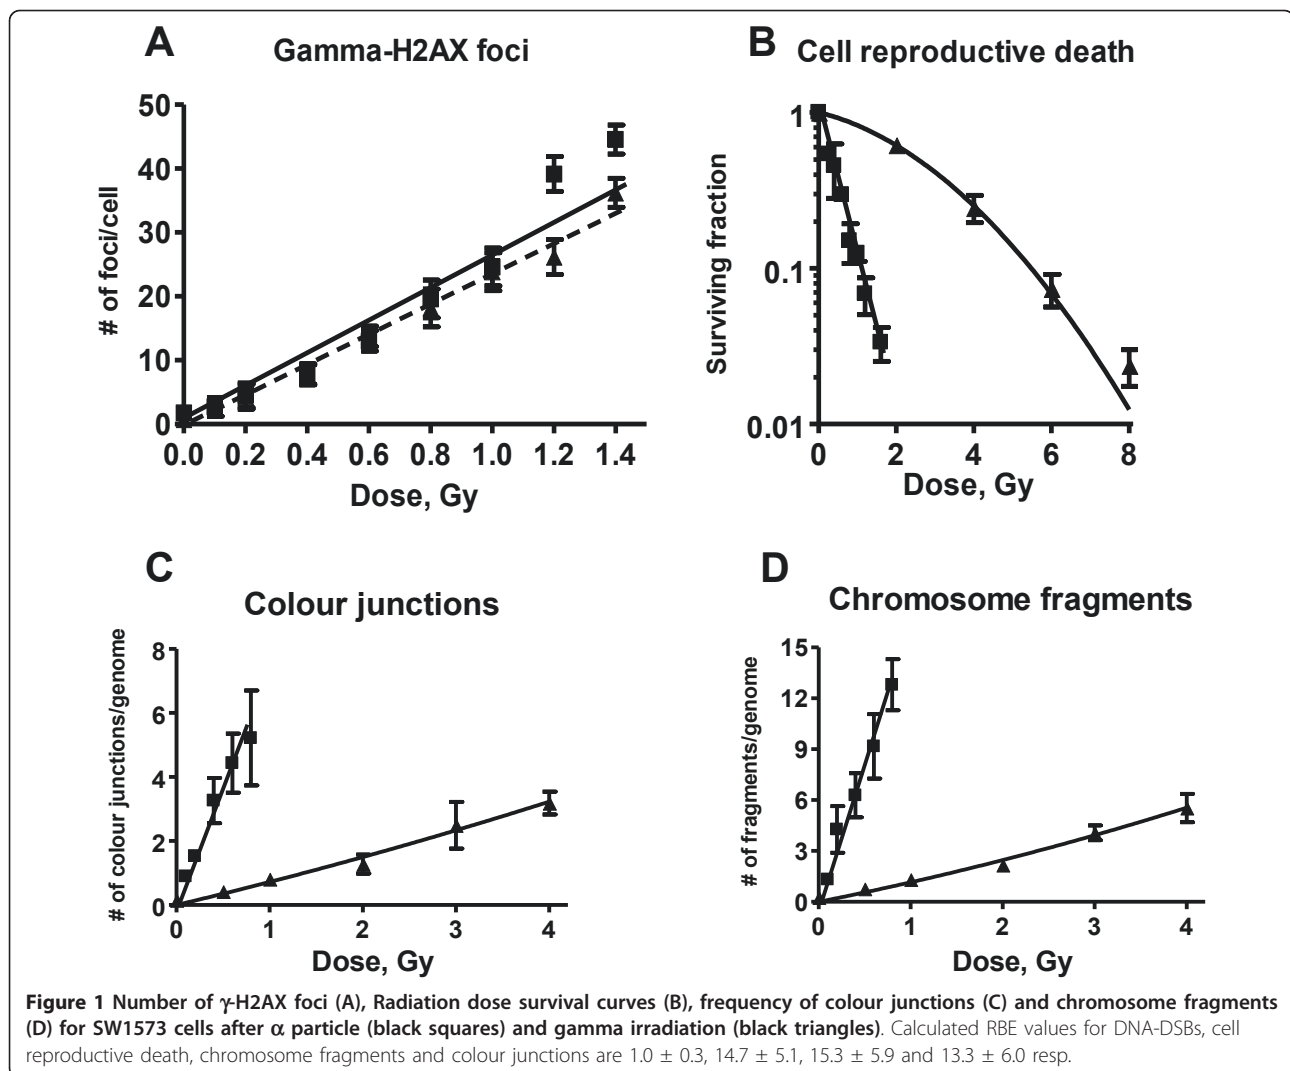 A
Gamma-H2AX foci
# of foci/cell
50
40
30
20
10
0
0.0 0.2 0.4 0.6 0.8 1.0 1.2 1.4
Dose, Gy
B
Cell reproductive death
Surviving fraction
1
0.1
0.01
0 2 4 6 8
Dose, Gy
C
Colour junctions
# of colour junctions/genome
8
6
4
2
0
0 1 2 3 4
Dose, Gy
D
Chromosome fragments
# of fragments/genome
15
12
9
6
3
0
0 1 2 3 4
Dose, Gy
Figure 1 Number of γ-H2AX foci (A), Radiation dose survival curves (B), frequency of colour junctions (C) and chromosome fragments
(D) for SW1573 cells after α particle (black squares) and gamma irradiation (black triangles). Calculated RBE values for DNA-DSBs, cell
reproductive death, chromosome fragments and colour junctions are 1.0 ± 0.3, 14.7 ± 5.1, 15.3 ± 5.9 and 13.3 ± 6.0 resp.